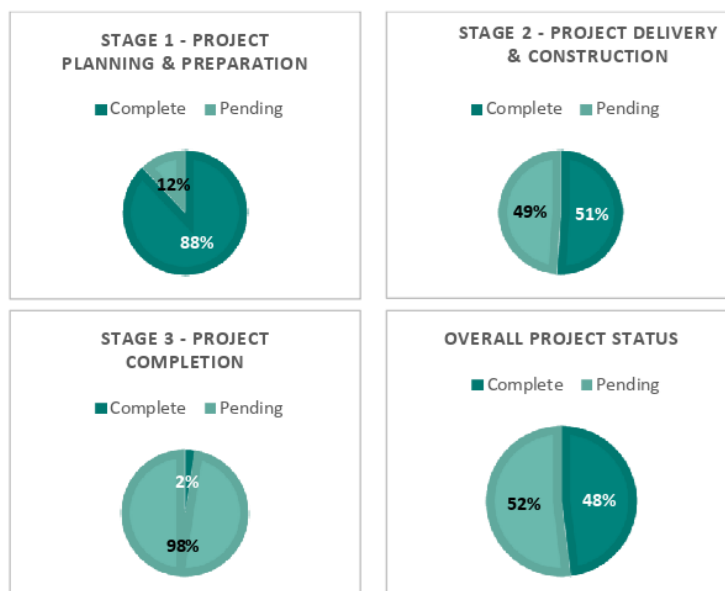 STAGE 1 - PROJECT
PLANNING & PREPARATION
Complete Pending
12%
88%
STAGE 2 - PROJECT DELIVERY
& CONSTRUCTION
Complete Pending
49% 51%
STAGE 3 - PROJECT
COMPLETION
Complete Pending
2%
98%
OVERALL PROJECT STATUS
Complete Pending
52% 48%